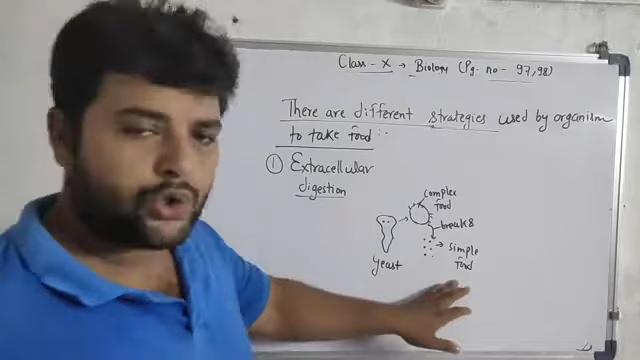 Class - X → Biology (Pg. no - 97,98)
There are different strategies used by organism
to take food :-
① Extracellular
digestion
complex
food
break8
simple
food
yeast